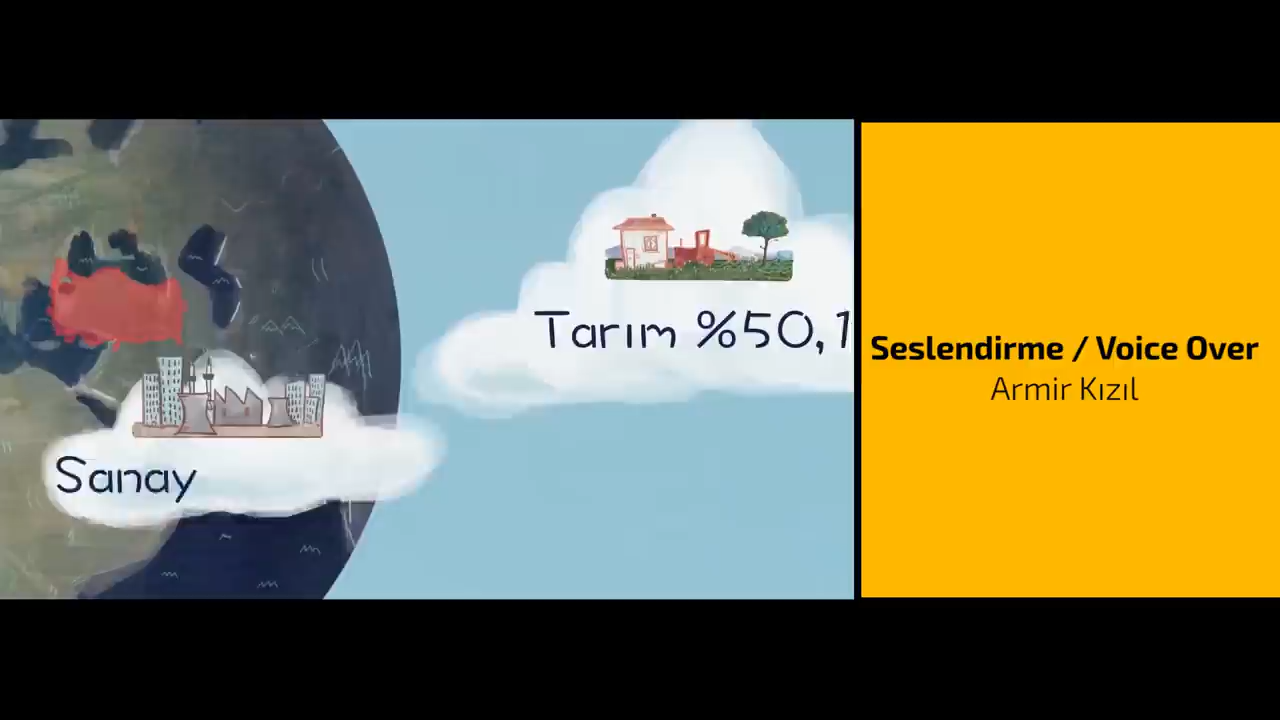 Tarım %50,1
Sanay
Seslendirme / Voice Over
Armir Kızıl